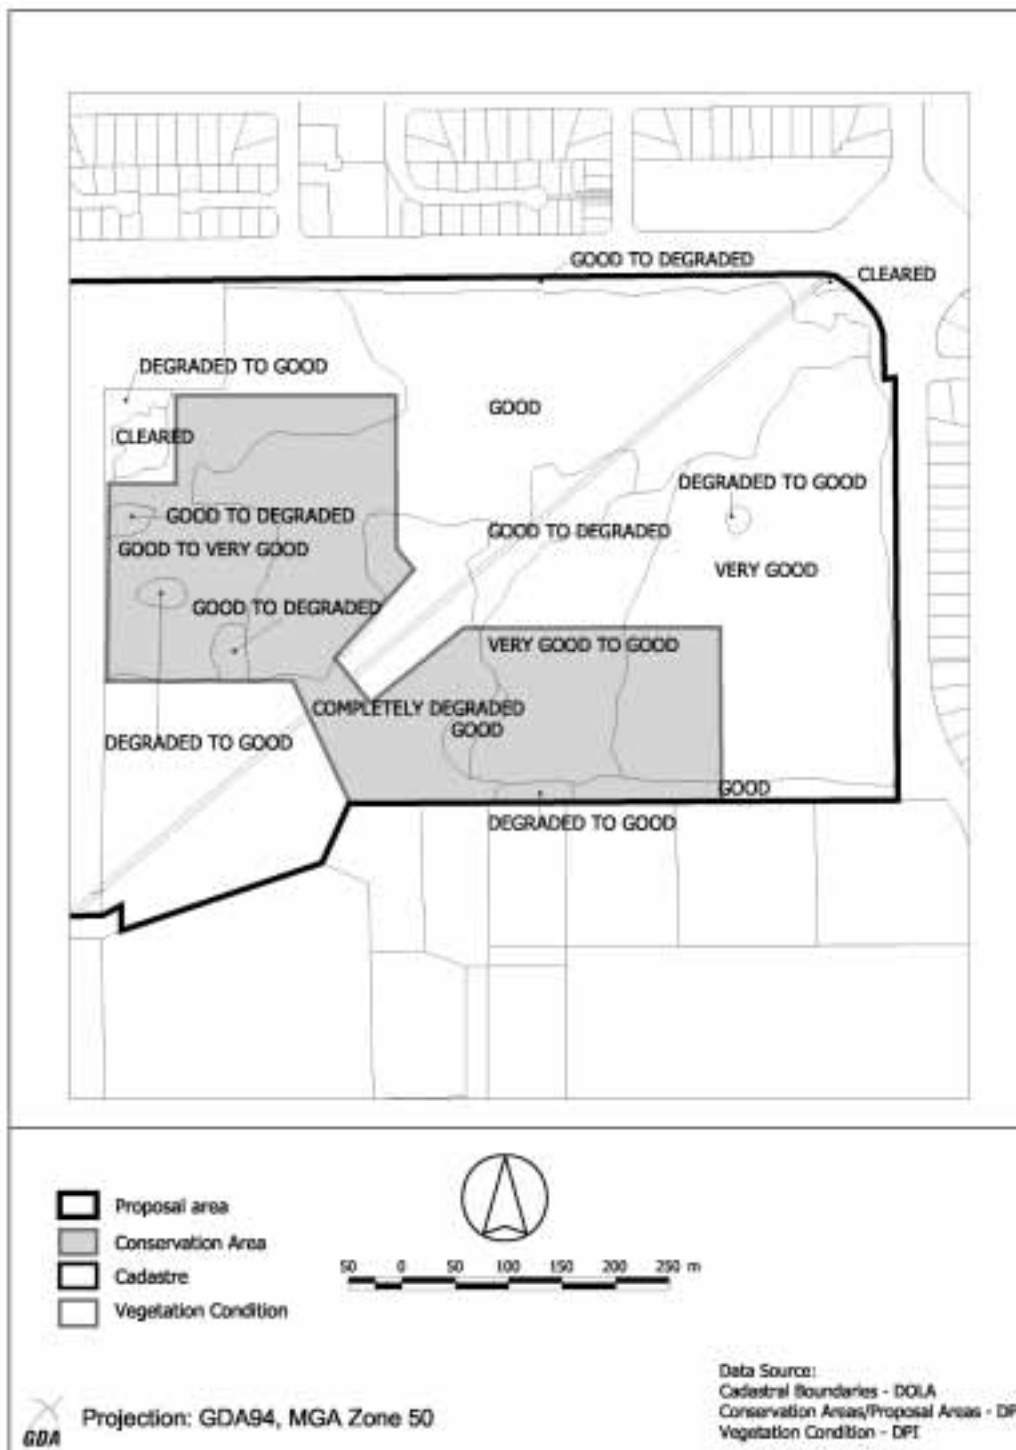 GOOD TO DEGRADED
CLEARED
DEGRADED TO GOOD
GOOD
CLEARED
DEGRADED TO GOOD
GOOD TO DEGRADED
GOOD TO DEGRADED
GOOD TO VERY GOOD
VERY GOOD
GOOD TO DEGRADED
VERY GOOD TO GOOD
COMPLETELY DEGRADED
GOOD
DEGRADED TO GOOD
GOOD
DEGRADED TO GOOD
Proposal area
Conservation Area
Cadastre
Vegetation Condition
50 0 50 100 150 200 250 m
GDA
Projection: GDA94, MGA Zone 50
Data Source:
Cadastral Boundaries - DOLA
Conservation Areas/Proposal Areas - DP
Vegetation Condition - DPI